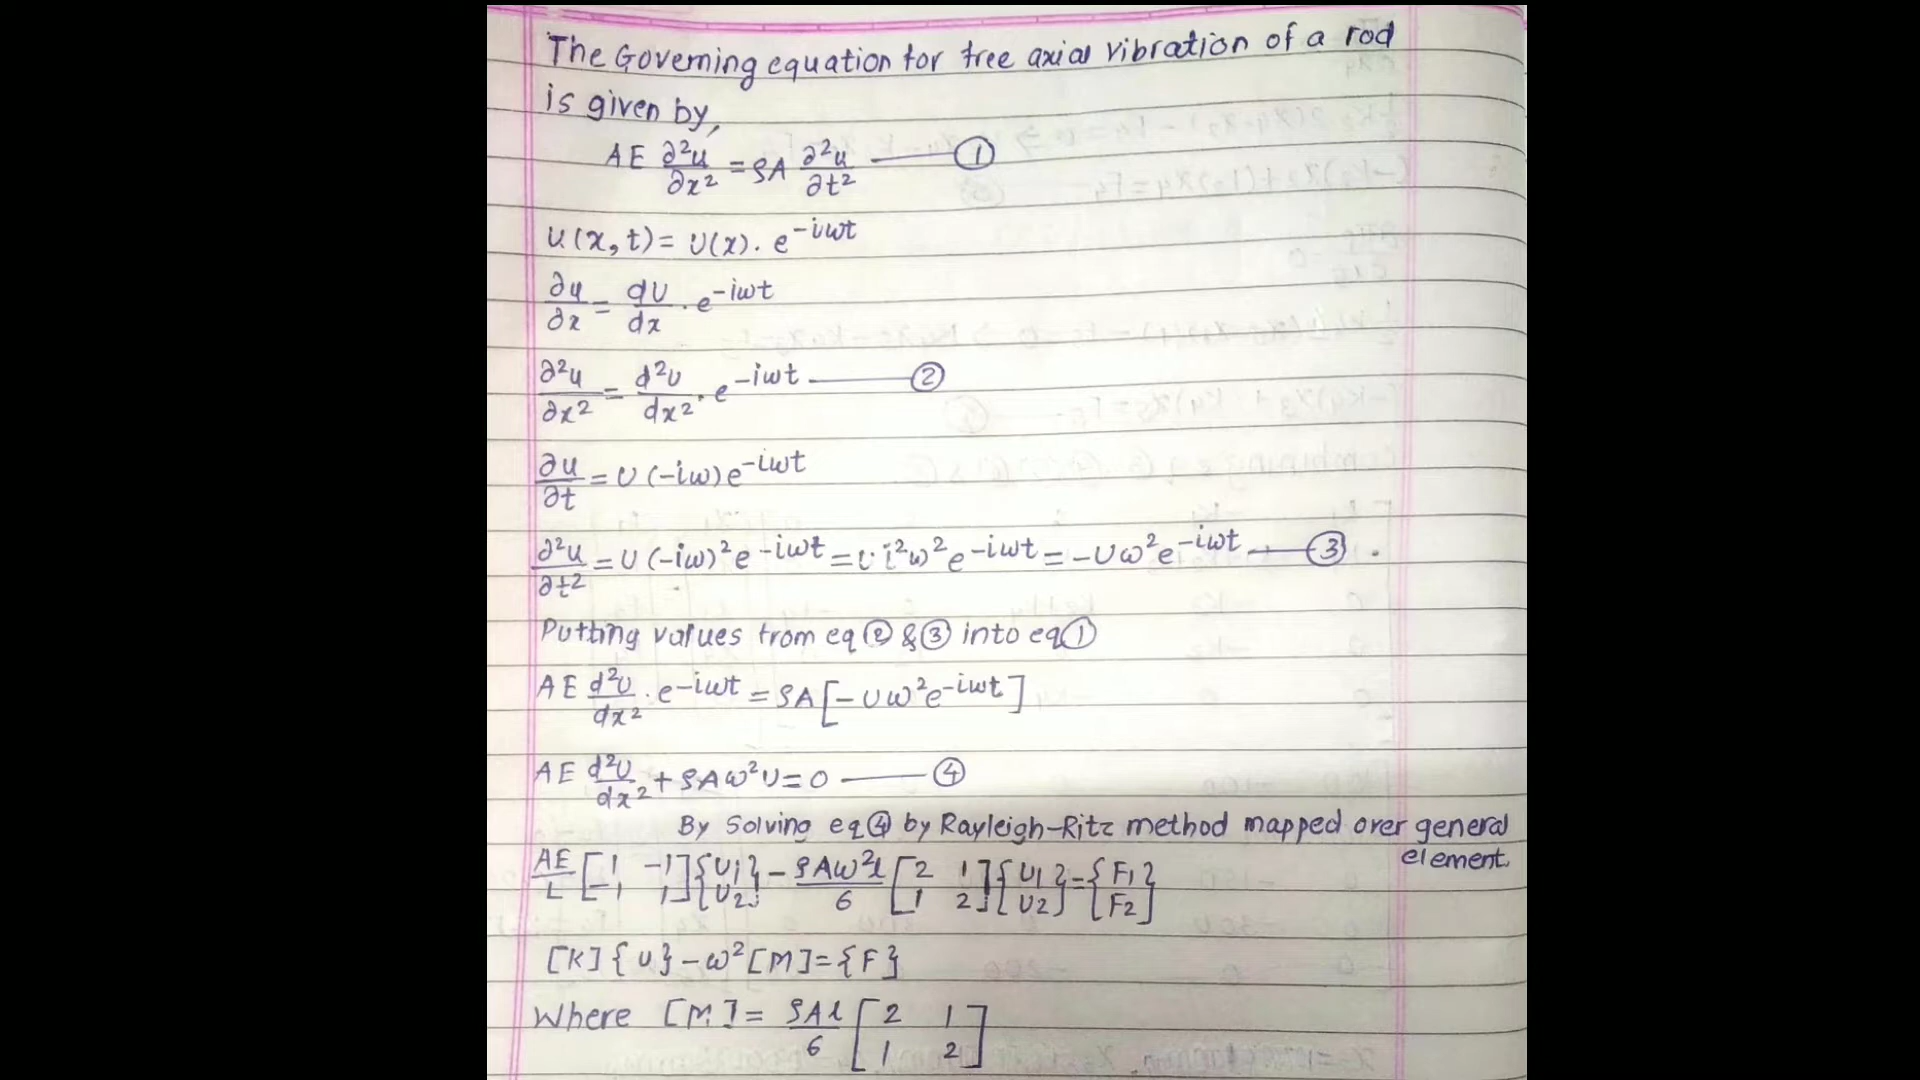 The Governing equation for free axial vibration of a rod
is given by,
AE ∂²u/∂x² = ρA ∂²u/∂t² —— ①
u(x,t) = U(x). e^-iωt
∂u/∂x = dU/dx . e^-iωt
∂²u/∂x² = d²U/dx² . e^-iωt —— ②
∂u/∂t = U(-iω)e^-iωt
∂²u/∂t² = U(-iω)²e^-iωt = U i²ω²e^-iωt = -Uω²e^-iωt —— ③
Putting values from eq ② & ③ into eq ①
AE d²U/dx² . e^-iωt = ρA[-Uω²e^-iωt]
AE d²U/dx² + ρAω²U = 0 —— ④
By Solving eq ④ by Rayleigh-Ritz method mapped over general
element.
AE/L [1 -1; -1 1] {U1; U2} - ρAω²l/6 [2 1; 1 2] {U1; U2} = {F1; F2}
[K]{U} - ω²[M] = {F}
Where [M] = ρAl/6 [2 1; 1 2]